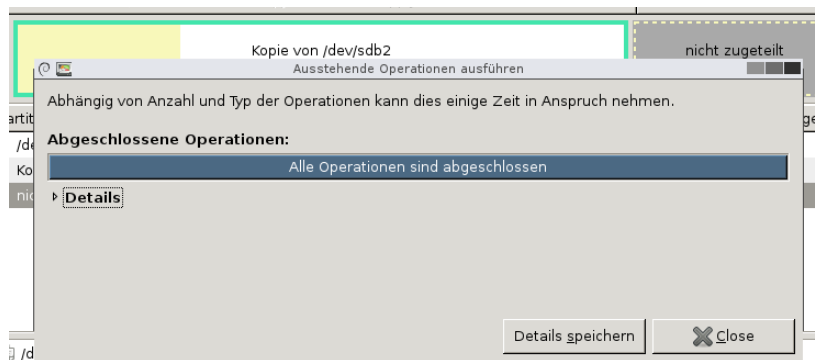 Kopie von /dev/sdb2
nicht zugeteilt
Ausstehende Operationen ausführen
Abhängig von Anzahl und Typ der Operationen kann dies einige Zeit in Anspruch nehmen.
Abgeschlossene Operationen:
Alle Operationen sind abgeschlossen
Details
Details speichern
Close